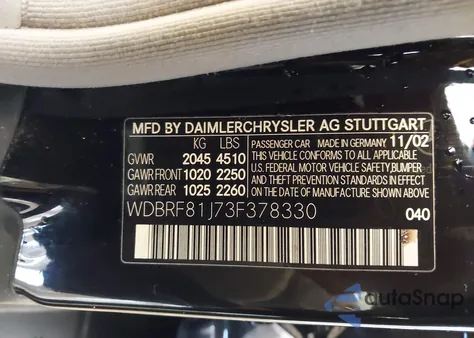 MFD BY DAIMLERCHRYSLER AG STUTTGART
KG LBS
GVWR 2045 4510
GAWR FRONT 1020 2250
GAWR REAR 1025 2260
PASSENGER CAR / MADE IN GERMANY 11/02
THIS VEHICLE CONFORMS TO ALL APPLICABLE
U.S. FEDERAL MOTOR VEHICLE SAFETY, BUMPER
AND THEFT PREVENTION STANDARDS IN EFFECT
ON THE DATE OF MANUFACTURE SHOWN ABOVE
WDBRF81J73F378330 040
autoSnap